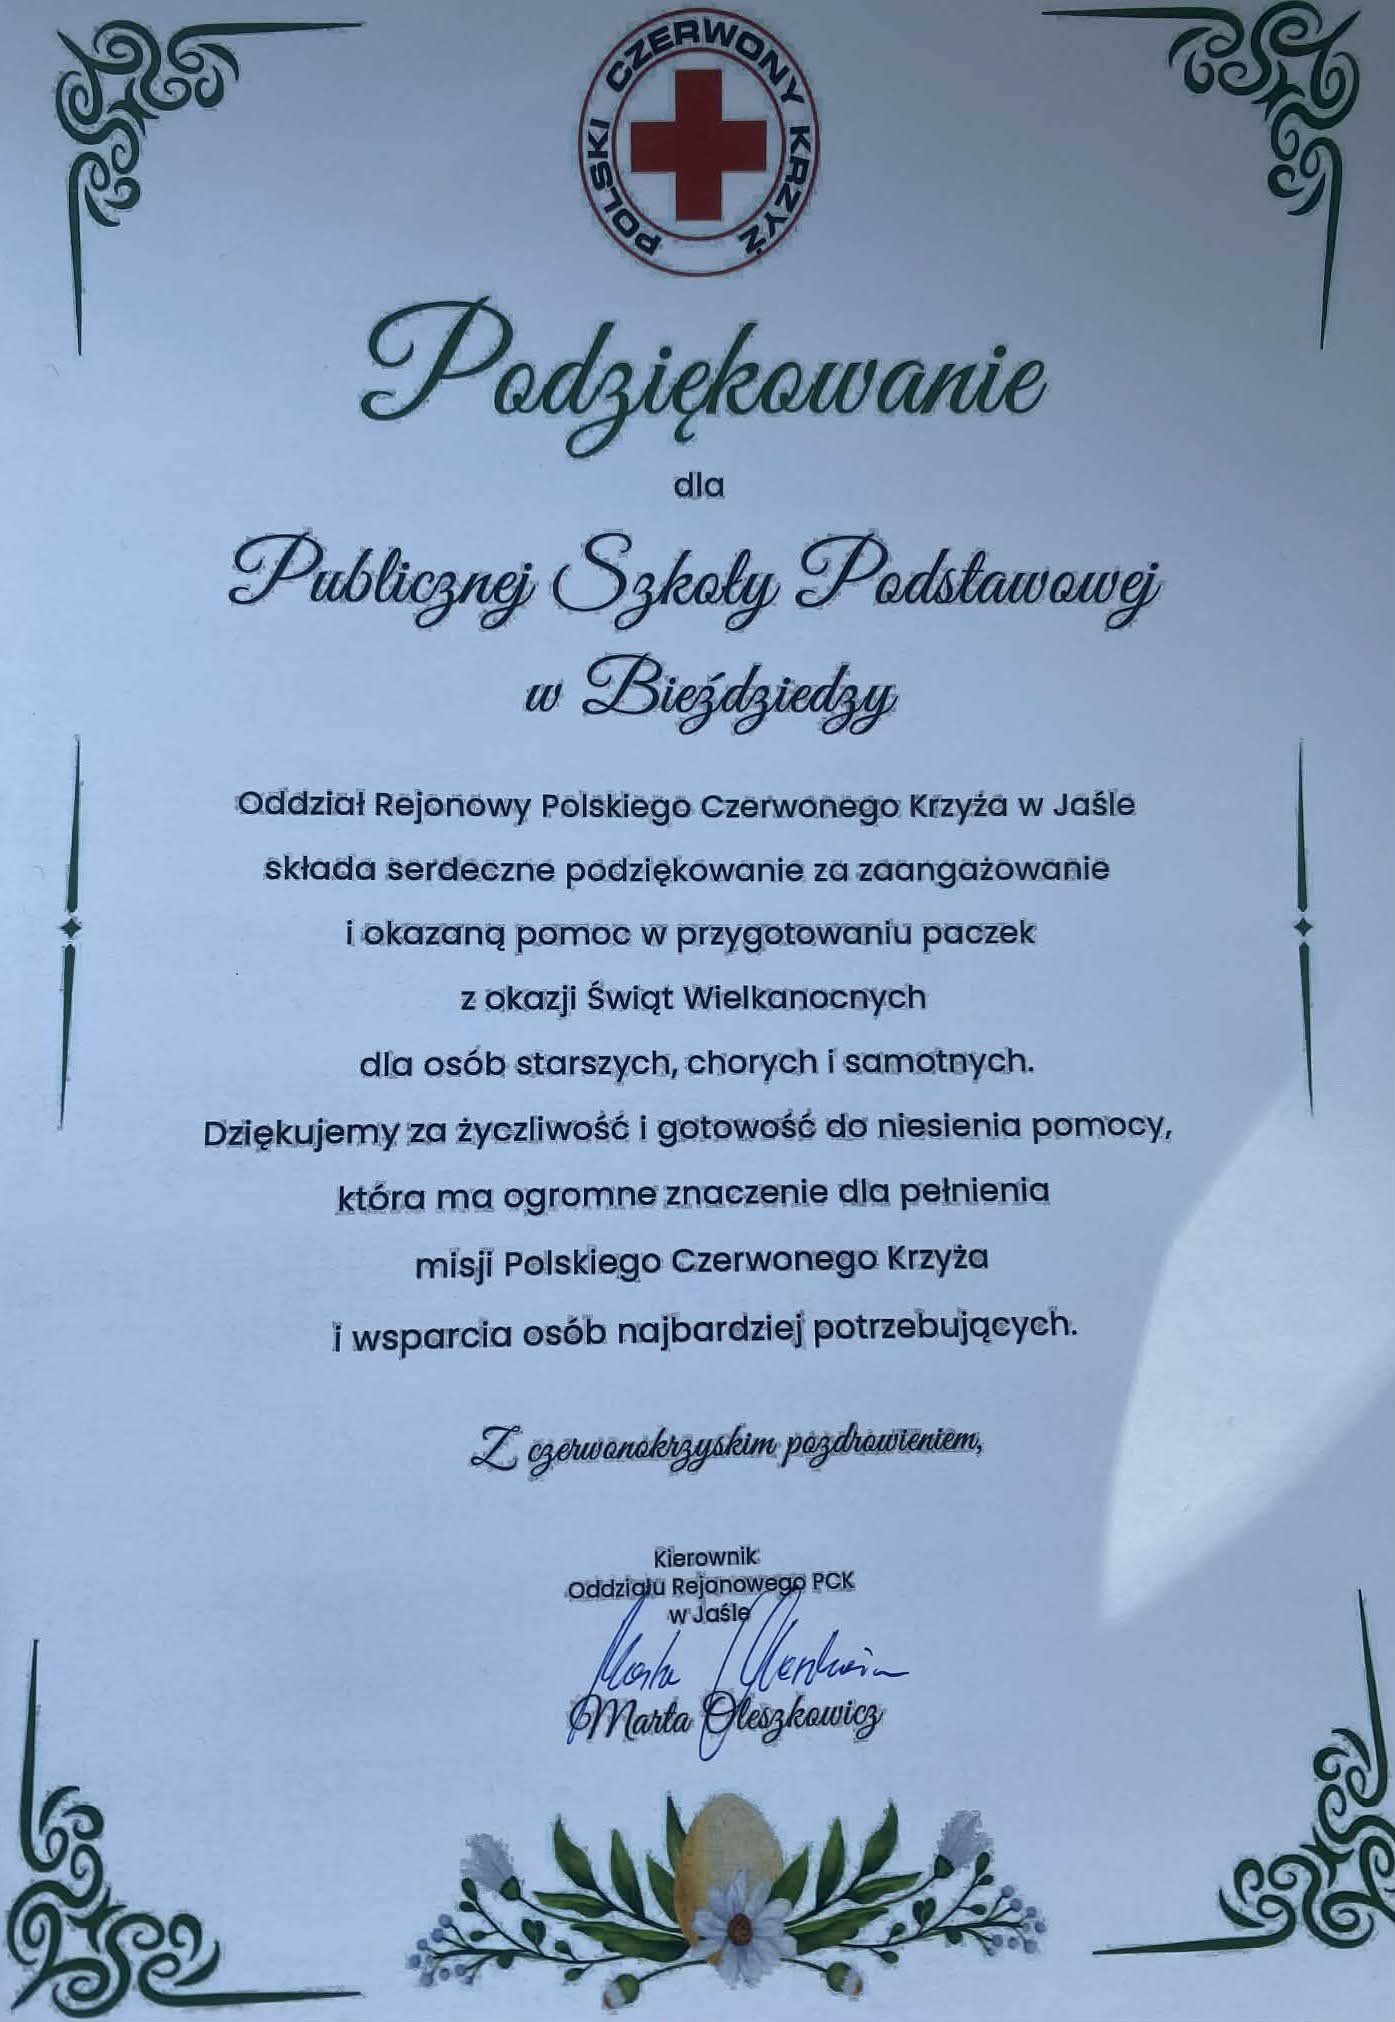 POLSKI CZERWONY KRZYŻ
Podziękowanie
dla
Publicznej Szkoły Podstawowej
w Bieździedzy
Oddział Rejonowy Polskiego Czerwonego Krzyża w Jaśle
składa serdeczne podziękowanie za zaangażowanie
i okazaną pomoc w przygotowaniu paczek
z okazji Świąt Wielkanocnych
dla osób starszych, chorych i samotnych.
Dziękujemy za życzliwość i gotowość do niesienia pomocy,
która ma ogromne znaczenie dla pełnienia
misji Polskiego Czerwonego Krzyża
i wsparcia osób najbardziej potrzebujących.
Z czerwonokrzyskim pozdrowieniem,
Kierownik
Oddziału Rejonowego PCK
w Jaśle
Marta Oleszkowicz